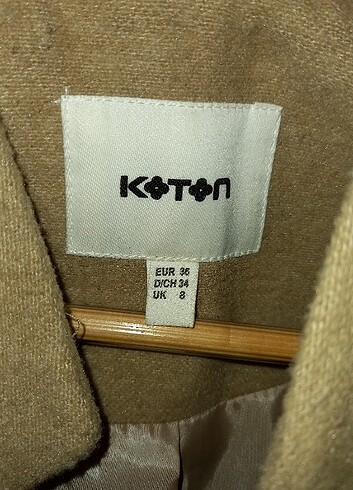 KOTON
EUR 36
D/CH 34
UK 8